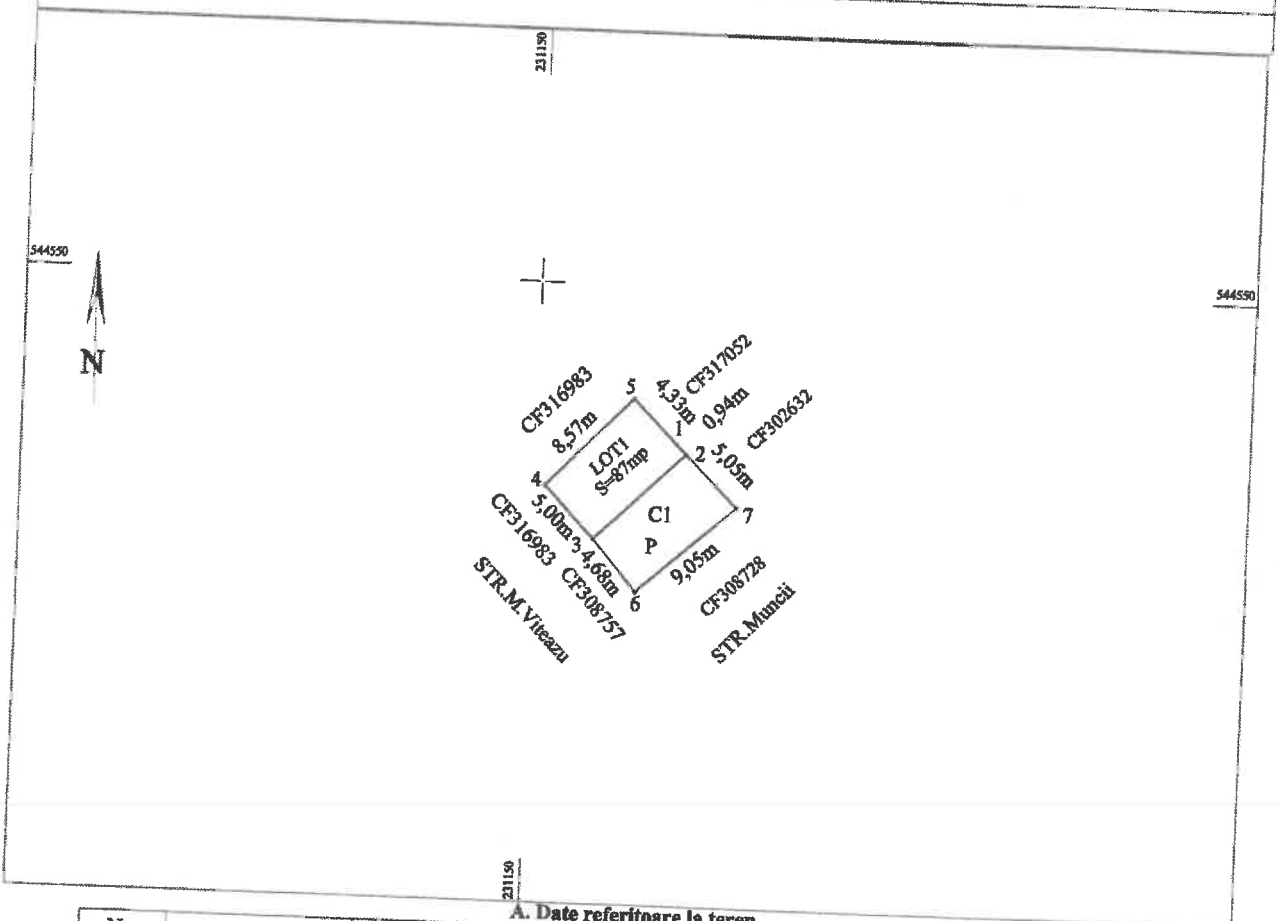 231150
544550
544550
N
CF317052
CF316983
5
4,33m
0,94m
CF302632
8,57m
1
2
5,05m
LOT1
S=87mp
4
5,00m
CF316983
3
C1
P
7
4,68m
CF308757
9,05m
6
CF308728
STR.M.Viteazu
STR.Muncii
231150
A. Date referitoare la teren